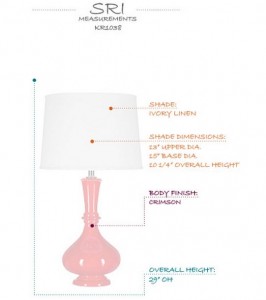 SRI
MEASUREMENTS
KR1038
SHADE:
IVORY LINEN
SHADE DIMENSIONS:
13" UPPER DIA.
15" BASE DIA.
10 1/4" OVERALL HEIGHT
BODY FINISH:
CRIMSON
OVERALL HEIGHT:
29" OH